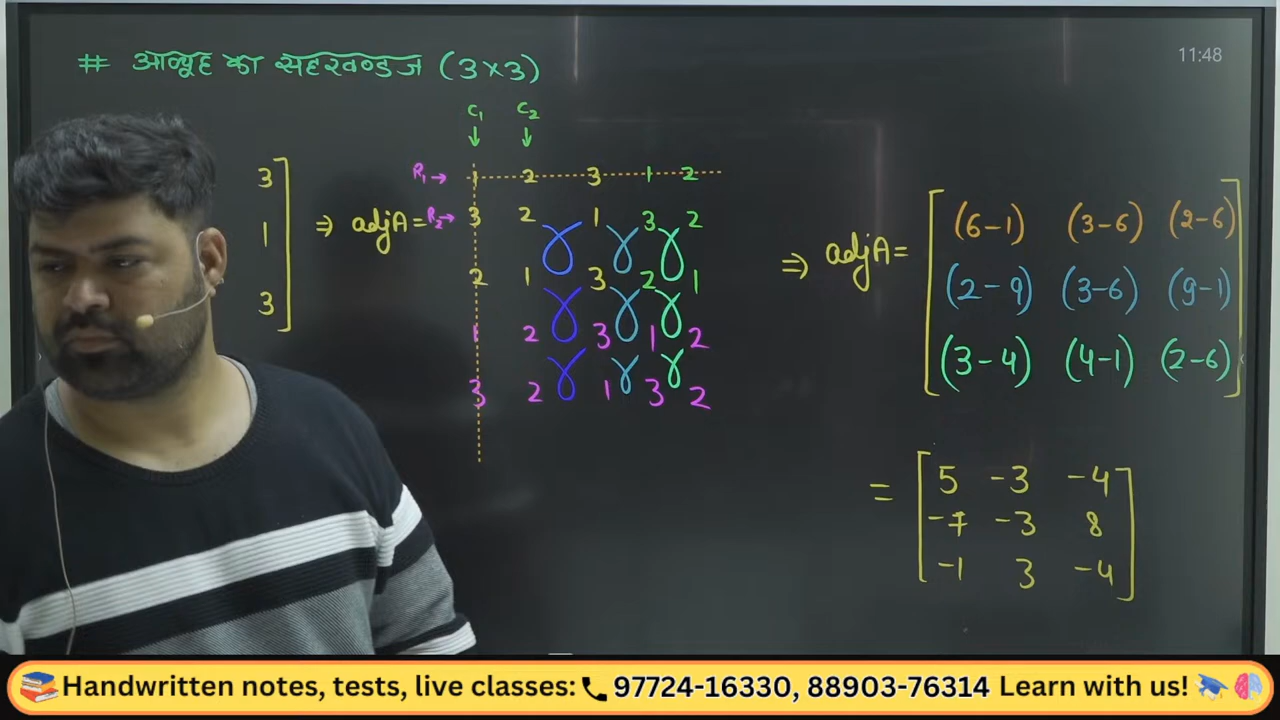 11:48
# आव्यूह का सहखण्डज (3×3)
C₁ C₂
↓ ↓
3
1
3
⇒ adjA =
R₁→ 1 2 3 1 2
R₂→ 3 2 1 3 2
2 1 3 2 1
1 2 3 1 2
3 2 1 3 2
⇒ adjA =
(6-1) (3-6) (2-6)
(2-9) (3-6) (9-1)
(3-4) (4-1) (2-6)
=
5 -3 -4
-7 -3 8
-1 3 -4
Handwritten notes, tests, live classes: 97724-16330, 88903-76314 Learn with us!